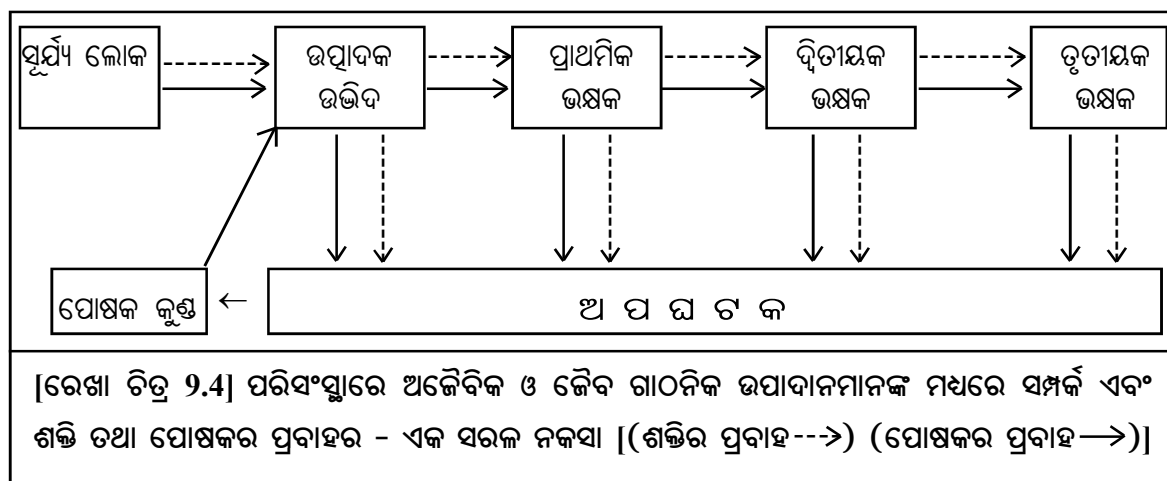 ସୂର୍ଯ୍ୟ ଲୋକ
ଉତ୍ପାଦକ
ଉଦ୍ଭିଦ
ପ୍ରାଥମିକ
ଭକ୍ଷକ
ଦ୍ୱିତୀୟକ
ଭକ୍ଷକ
ତୃତୀୟକ
ଭକ୍ଷକ
ପୋଷକ କୁଣ୍ଡ ←
ଅ ପ ଘ ଟ କ
[ରେଖା ଚିତ୍ର 9.4] ପରିସଂସ୍ଥାରେ ଅଜୈବିକ ଓ ଜୈବ ଗାଠନିକ ଉପାଦାନମାନଙ୍କ ମଧ୍ୟରେ ସମ୍ପର୍କ ଏବଂ
ଶକ୍ତି ତଥା ପୋଷକର ପ୍ରବାହର – ଏକ ସରଳ ନକସା [(ଶକ୍ତିର ପ୍ରବାହ--->) (ପୋଷକର ପ୍ରବାହ→)]